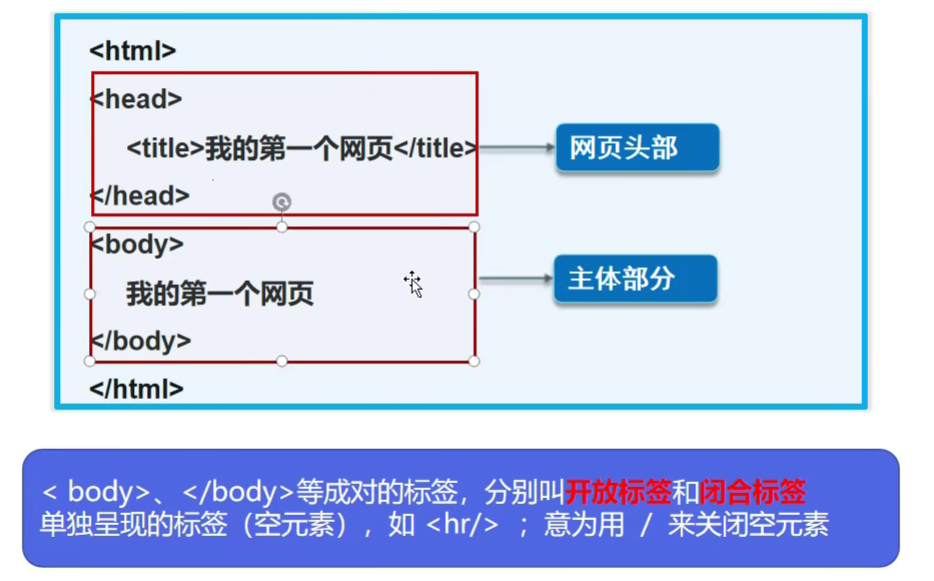 <html>
<head>
<title>我的第一个网页</title>
网页头部
</head>
<body>
我的第一个网页
主体部分
</body>
</html>
< body>、</body>等成对的标签，分别叫开放标签和闭合标签
单独呈现的标签（空元素），如 <hr/> ；意为用 / 来关闭空元素